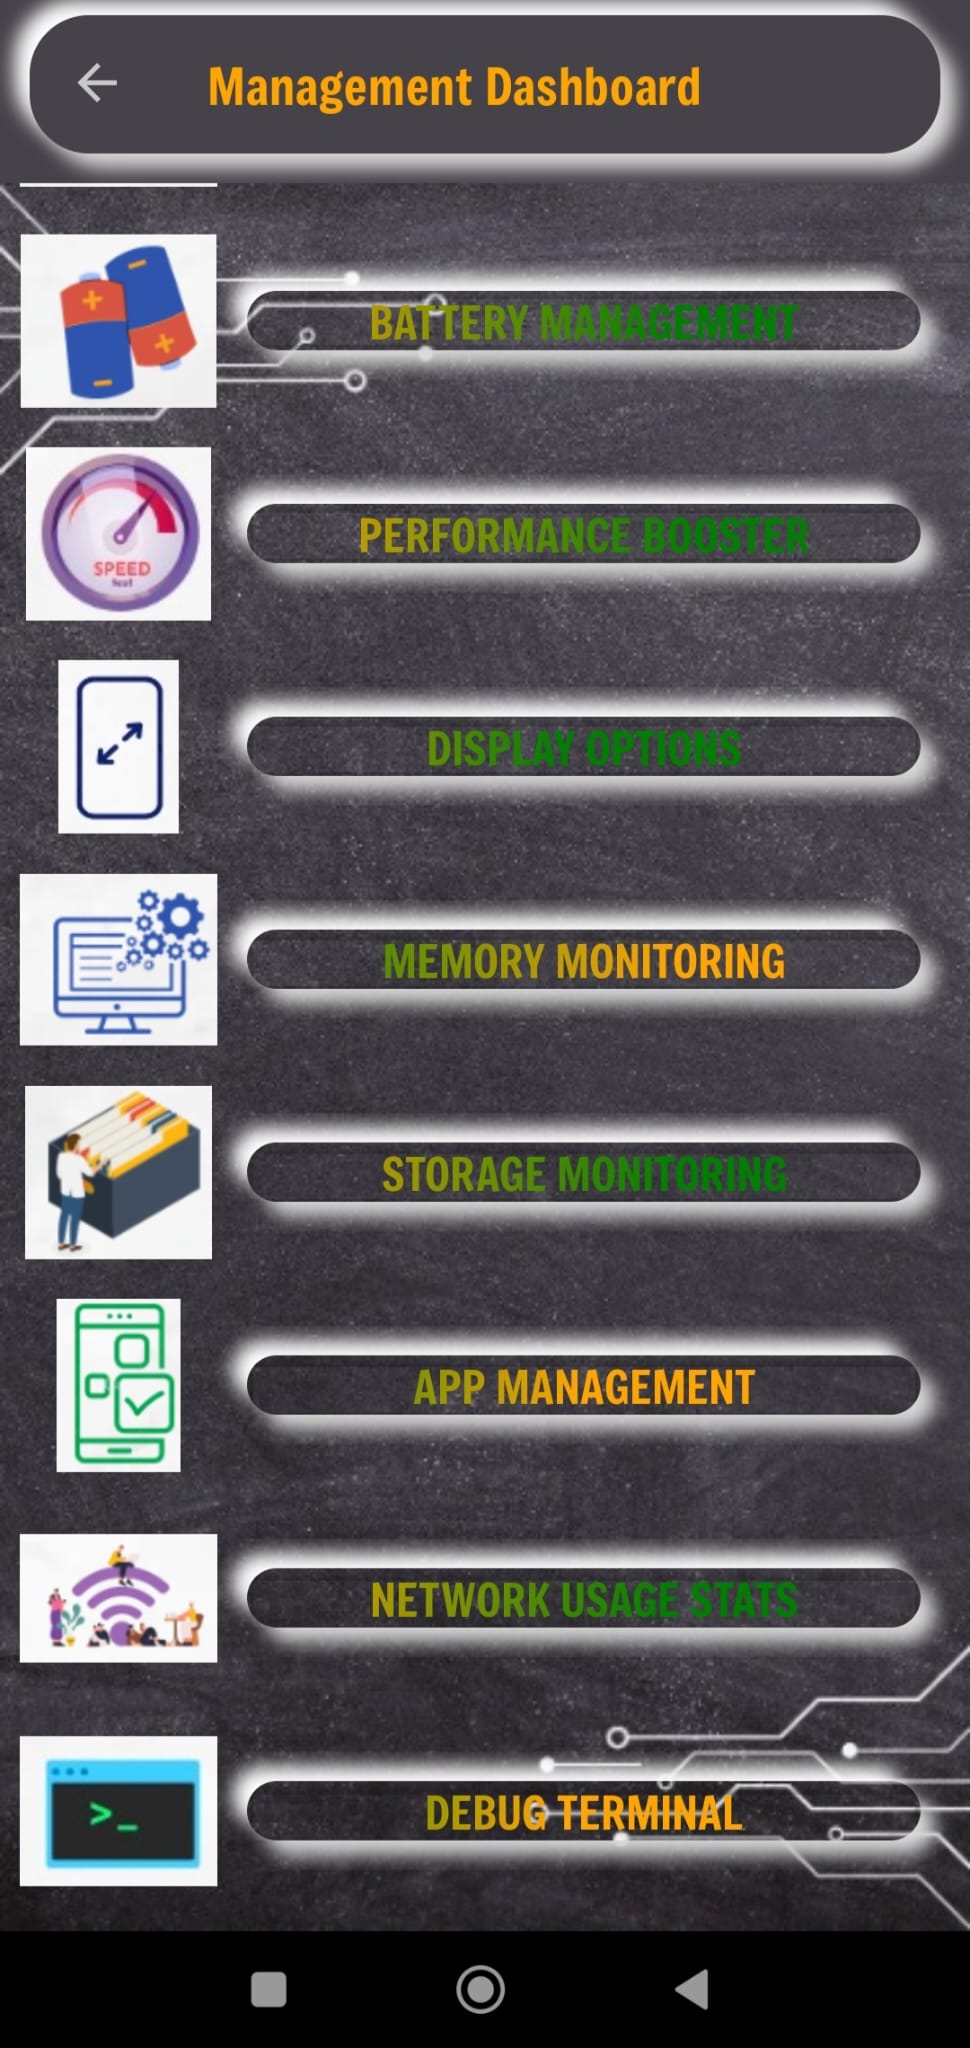 Management Dashboard
BATTERY MANAGEMENT
PERFORMANCE BOOSTER
SPEED
test
DISPLAY OPTIONS
MEMORY MONITORING
STORAGE MONITORING
APP MANAGEMENT
NETWORK USAGE STATS
>_
DEBUG TERMINAL